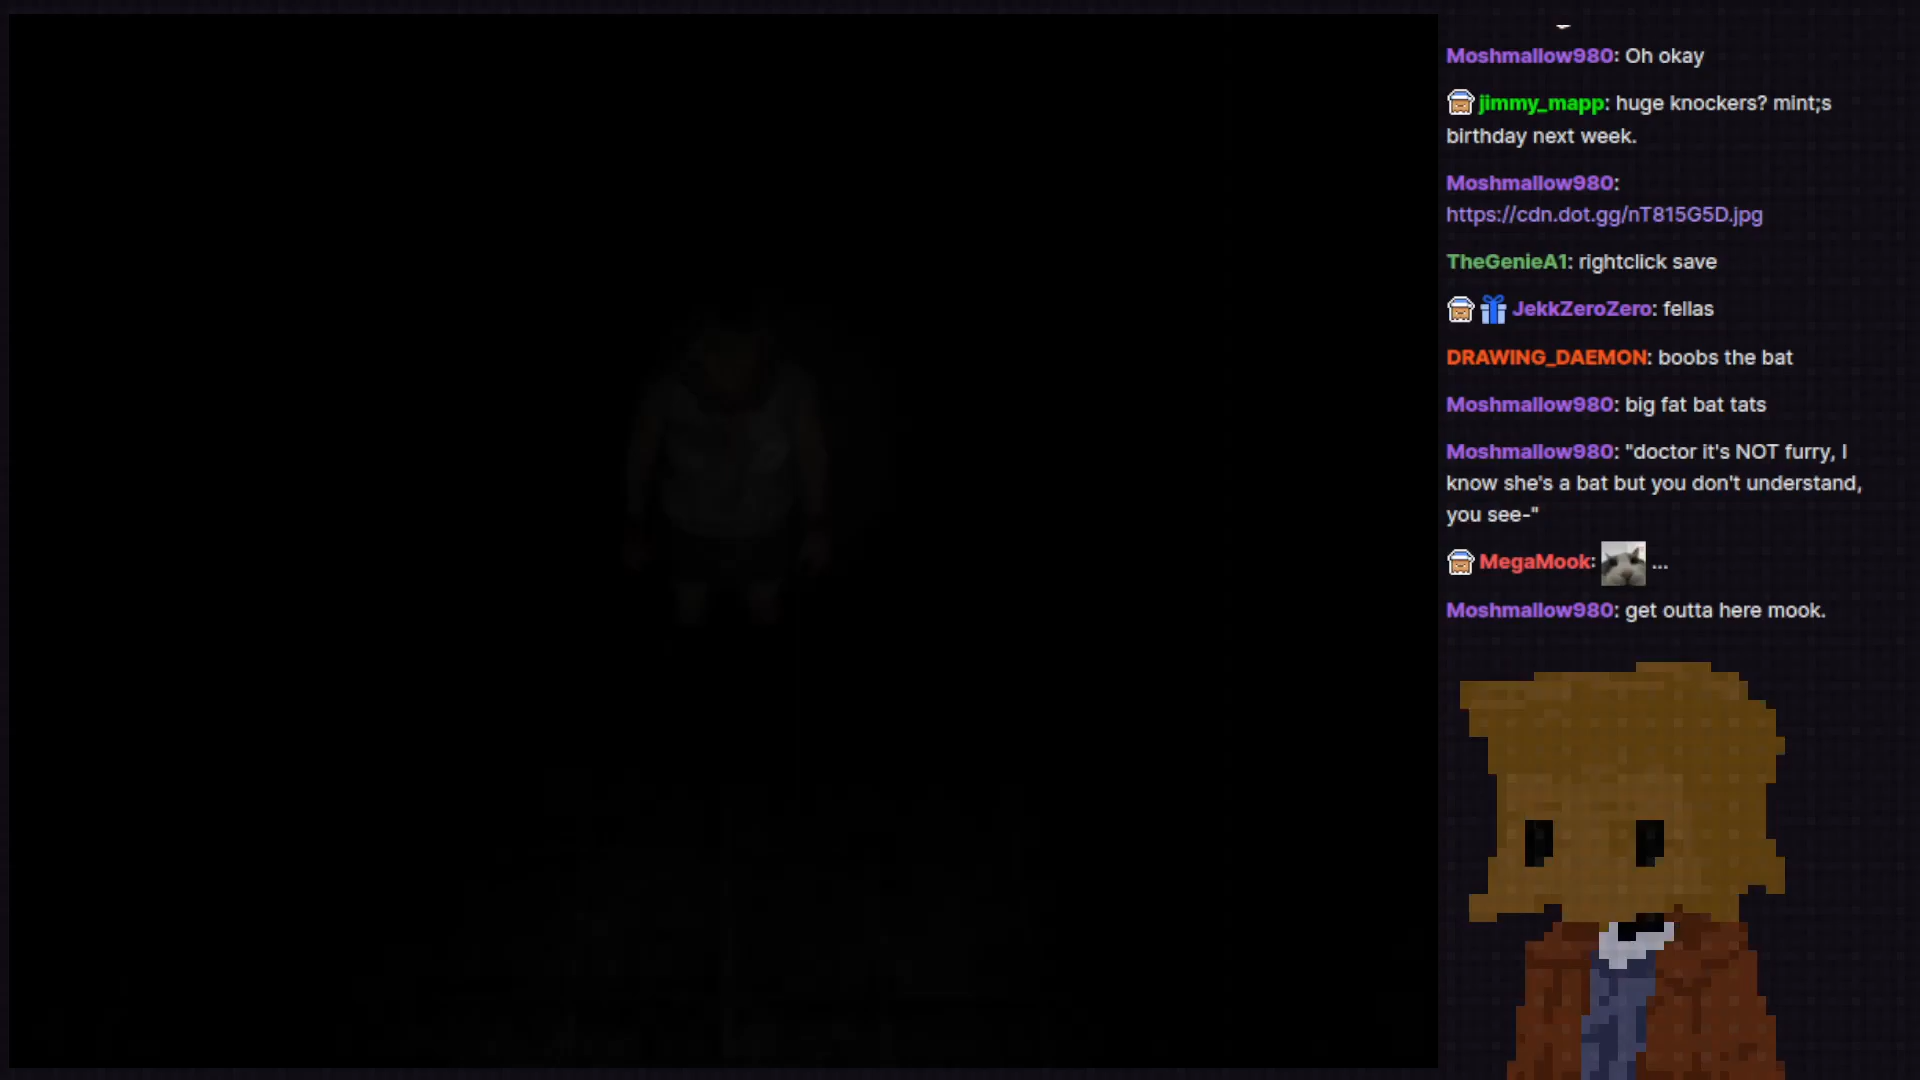 Moshmallow980: Oh okay
jimmy_mapp: huge knockers? mint;s
birthday next week.
Moshmallow980:
https://cdn.dot.gg/nT815G5D.jpg
TheGenieA1: rightclick save
JekkZeroZero: fellas
DRAWING_DAEMON: boobs the bat
Moshmallow980: big fat bat tats
Moshmallow980: "doctor it's NOT furry, I
know she's a bat but you don't understand,
you see-"
MegaMook: ...
Moshmallow980: get outta here mook.